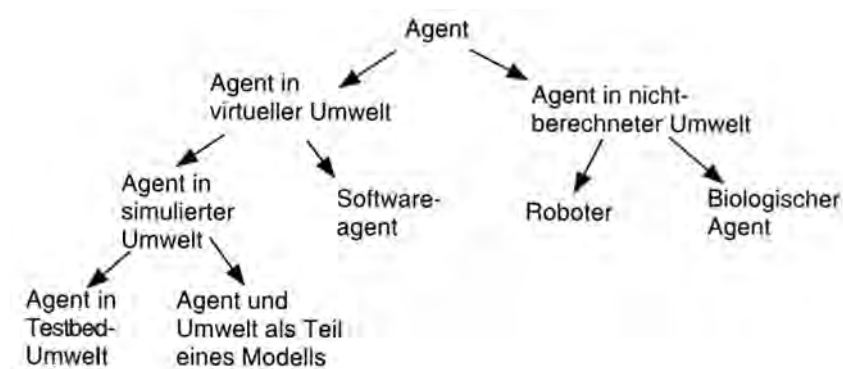 Agent
Agent in
virtueller Umwelt
Agent in nicht-
berechneter Umwelt
Agent in
simulierter
Umwelt
Software-
agent
Roboter
Biologischer
Agent
Agent in
Testbed-
Umwelt
Agent und
Umwelt als Teil
eines Modells